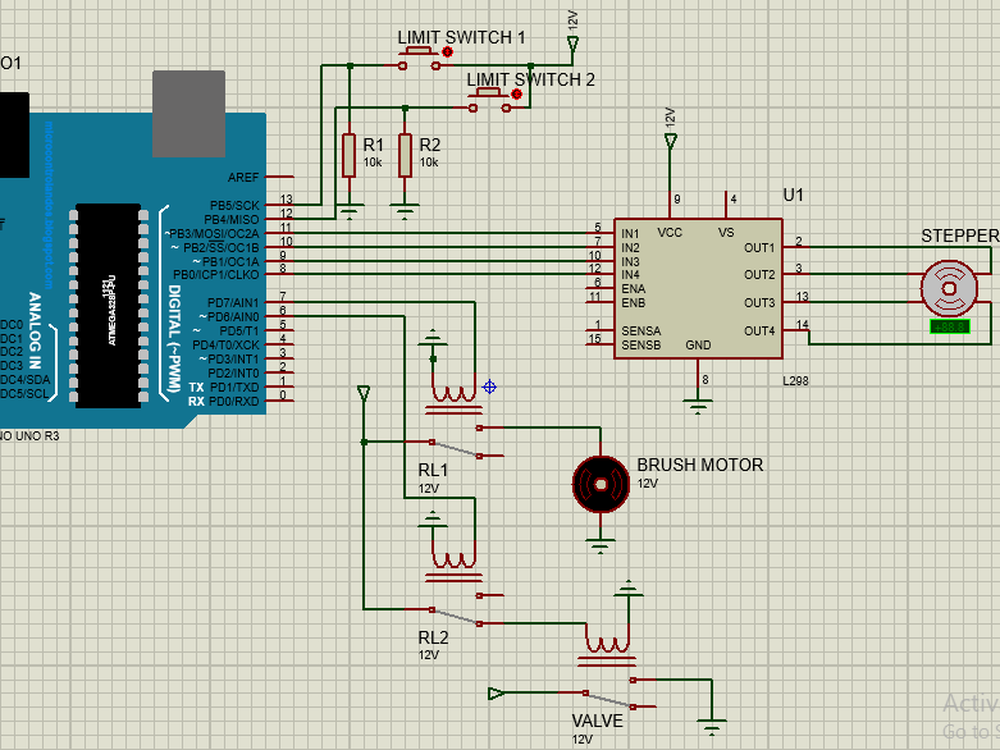 12V
LIMIT SWITCH 1
O1
LIMIT SWITCH 2
12V
R1
10k
R2
10k
microcontrolandos.blogspot.com
AREF
PB5/SCK 13
PB4/MISO 12
~PB3/MOSI/OC2A 11
~ PB2/SS/OC1B 10
~ PB1/OC1A 9
PB0/ICP1/CLKO 8
PD7/AIN1 7
~ PD6/AIN0 6
~ PD5/T1 5
PD4/T0/XCK 4
~ PD3/INT1 3
PD2/INT0 2
TX PD1/TXD 1
RX PD0/RXD 0
DIGITAL (~PWM)
ANALOG IN
1121
ATMEGA328P-PU
DC0
DC1
DC2
DC3
DC4/SDA
DC5/SCL
NO UNO R3
U1
9
4
VCC
VS
5 IN1
7 IN2
10 IN3
12 IN4
6 ENA
11 ENB
1 SENSA
15 SENSB
OUT1 2
OUT2 3
OUT3 13
OUT4 14
GND
8
L298
STEPPER
+88.8
RL1
12V
BRUSH MOTOR
12V
RL2
12V
VALVE
12V
Activ
Go to S